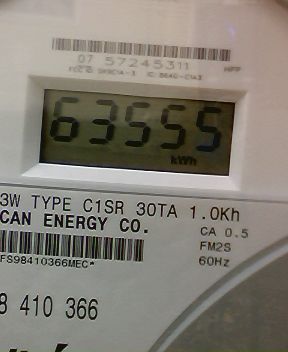 07 57245311
63555
kWh
3W TYPE C1SR 30TA 1.0Kh
CAN ENERGY CO.
CA 0.5
FM2S
FS98410366MEC*
60Hz
8 410 366